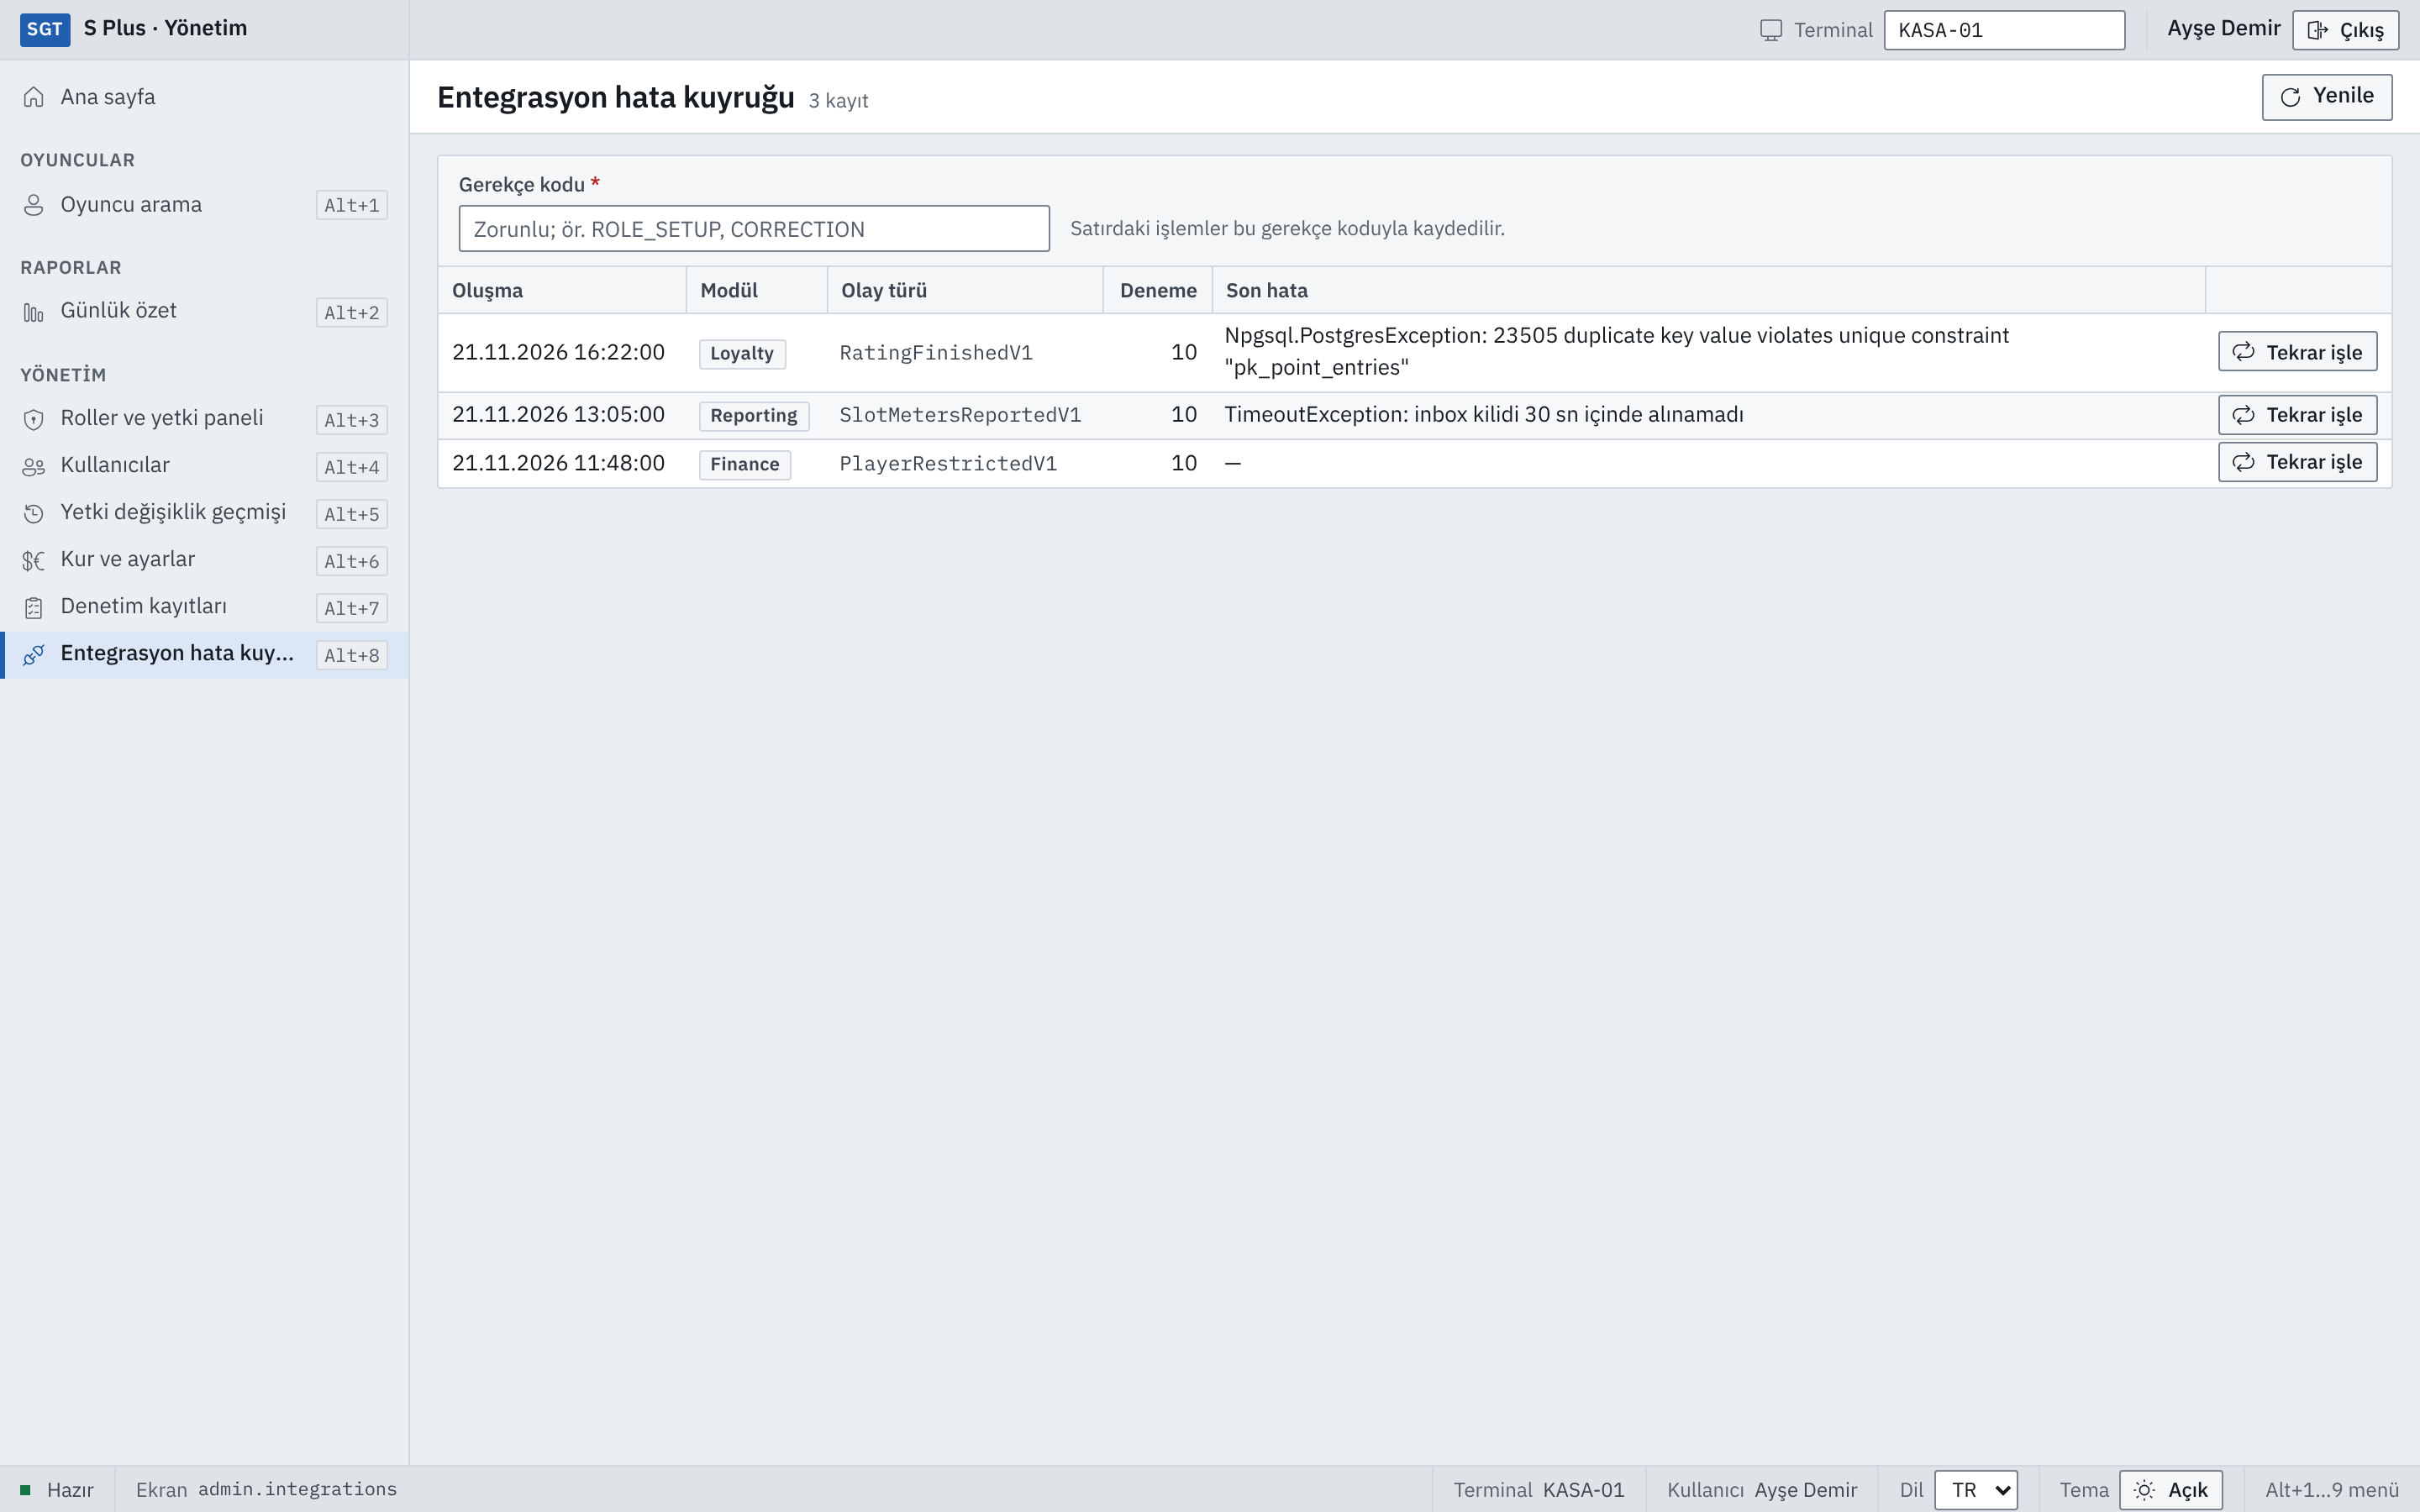 SGT S Plus · Yönetim
Terminal KASA-01 Ayşe Demir Çıkış
Ana sayfa
OYUNCULAR
Oyuncu arama Alt+1
RAPORLAR
Günlük özet Alt+2
YÖNETİM
Roller ve yetki paneli Alt+3
Kullanıcılar Alt+4
Yetki değişiklik geçmişi Alt+5
Kur ve ayarlar Alt+6
Denetim kayıtları Alt+7
Entegrasyon hata kuy... Alt+8
Entegrasyon hata kuyruğu 3 kayıt Yenile
Gerekçe kodu *
Zorunlu; ör. ROLE_SETUP, CORRECTION Satırdaki işlemler bu gerekçe koduyla kaydedilir.
Oluşma Modül Olay türü Deneme Son hata
21.11.2026 16:22:00 Loyalty RatingFinishedV1 10 Npgsql.PostgresException: 23505 duplicate key value violates unique constraint
"pk_point_entries" Tekrar işle
21.11.2026 13:05:00 Reporting SlotMetersReportedV1 10 TimeoutException: inbox kilidi 30 sn içinde alınamadı Tekrar işle
21.11.2026 11:48:00 Finance PlayerRestrictedV1 10 — Tekrar işle
Hazır Ekran admin.integrations Terminal KASA-01 Kullanıcı Ayşe Demir Dil TR Tema Açık Alt+1...9 menü